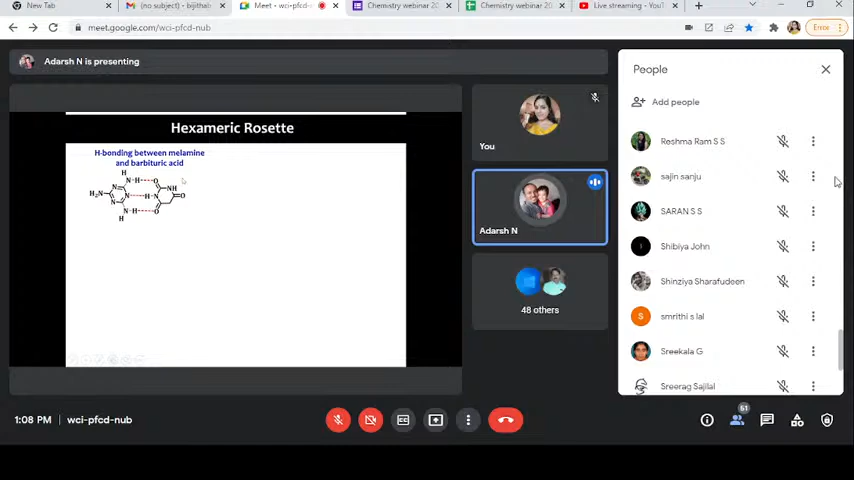 New Tab
(no subject) - bijithai
Meet - wci-pfcd-
Chemistry webinar 20
Chemistry webinar 20
Live streaming - YouT
meet.google.com/wci-pfcd-nub
Error
Adarsh N is presenting
Hexameric Rosette
H-bonding between melamine
and barbituric acid
H
N-H
O
N
N
NH
H₂N
N
H-N
O
N
N-H
O
H
You
Adarsh N
48 others
People
Add people
Reshma Ram S S
sajin sanju
SARAN S S
Shibiya John
Shinziya Sharafudeen
S
smrithi s lal
Sreekala G
Sreerag Sajilal
1:08 PM
wci-pfcd-nub
51